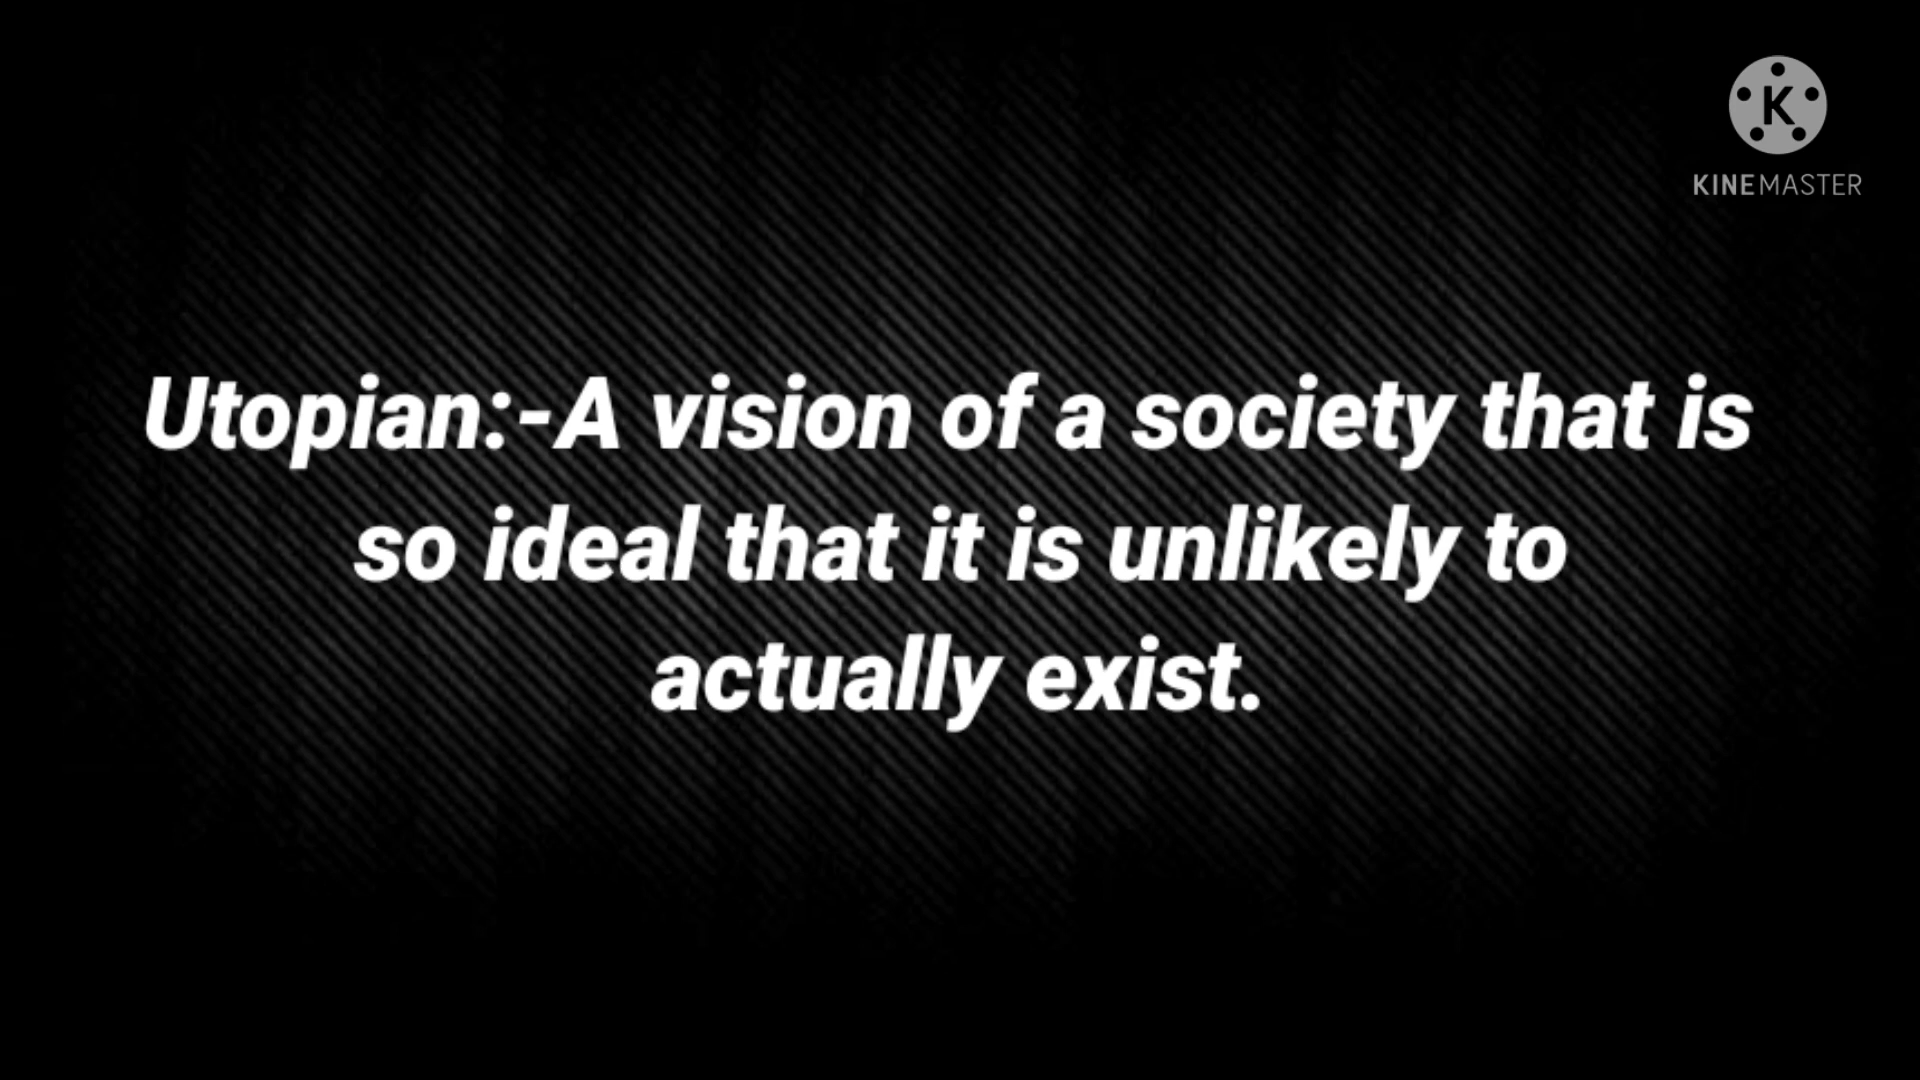 K
KINEMASTER
Utopian:-A vision of a society that is
so ideal that it is unlikely to
actually exist.